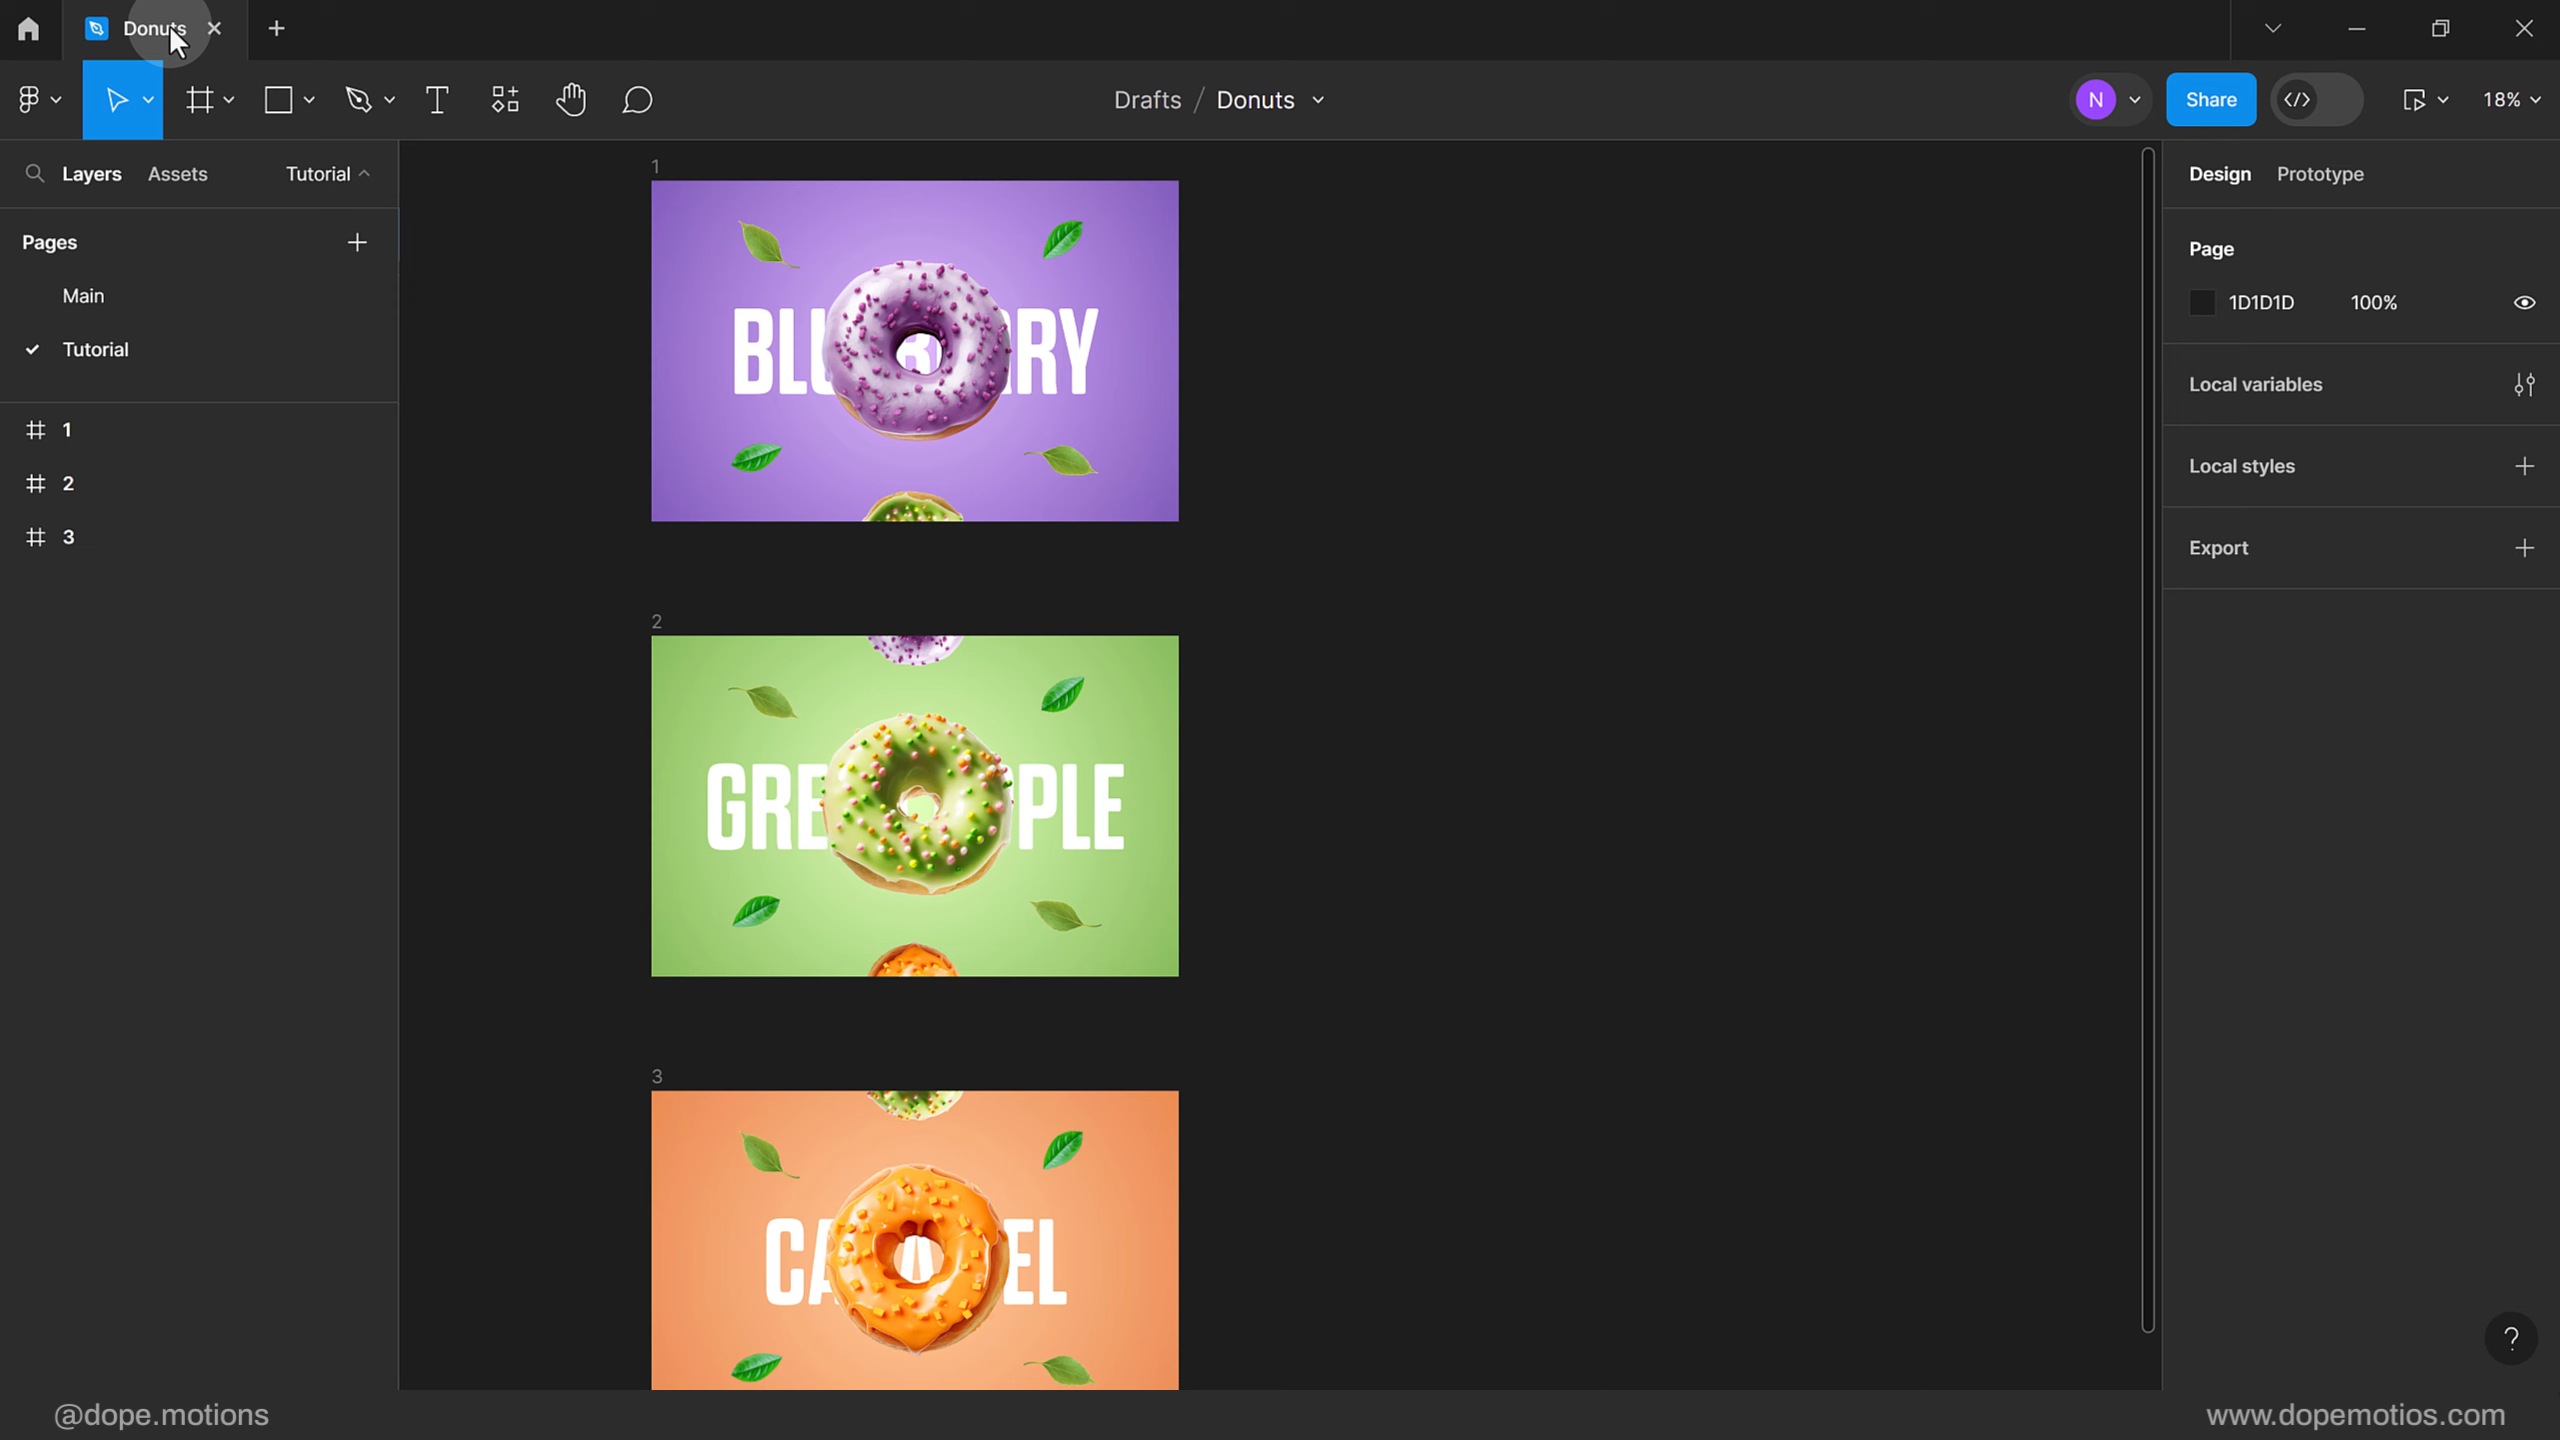 Donuts
Drafts / Donuts
N
Share
18%
Layers Assets Tutorial
Design Prototype
Pages
Main
Tutorial
1
2
3
Page
1D1D1D 100%
Local variables
Local styles
Export
1
BLU RRY
2
GRE PLE
3
CA EL
?
@dope.motions
www.dopemotios.com